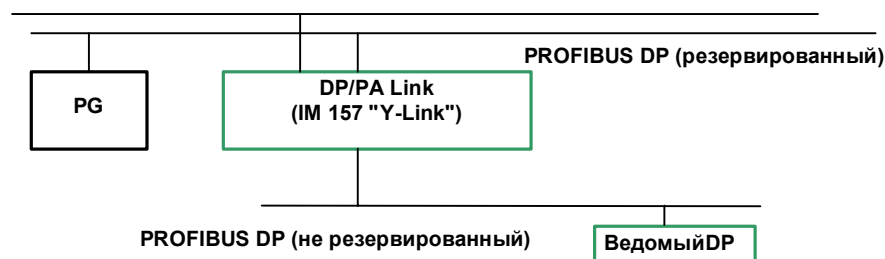 PROFIBUS DP (резервированный)
PG
DP/PA Link
(IM 157 "Y-Link")
PROFIBUS DP (не резервированный)
ВедомыйDP